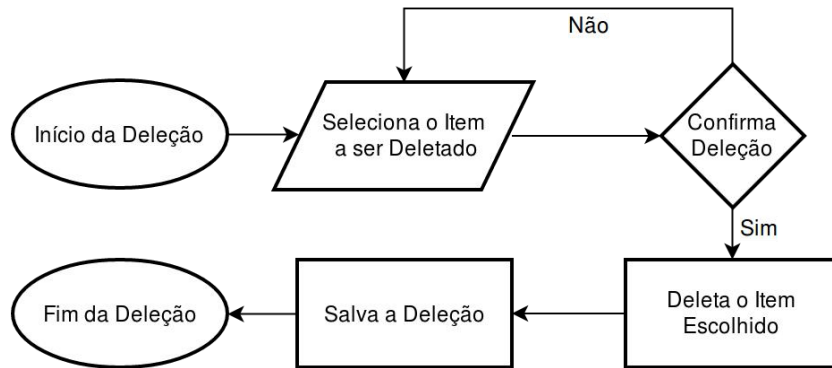 Não
Início da Deleção
Seleciona o Item
a ser Deletado
Confirma
Deleção
Sim
Fim da Deleção
Salva a Deleção
Deleta o Item
Escolhido